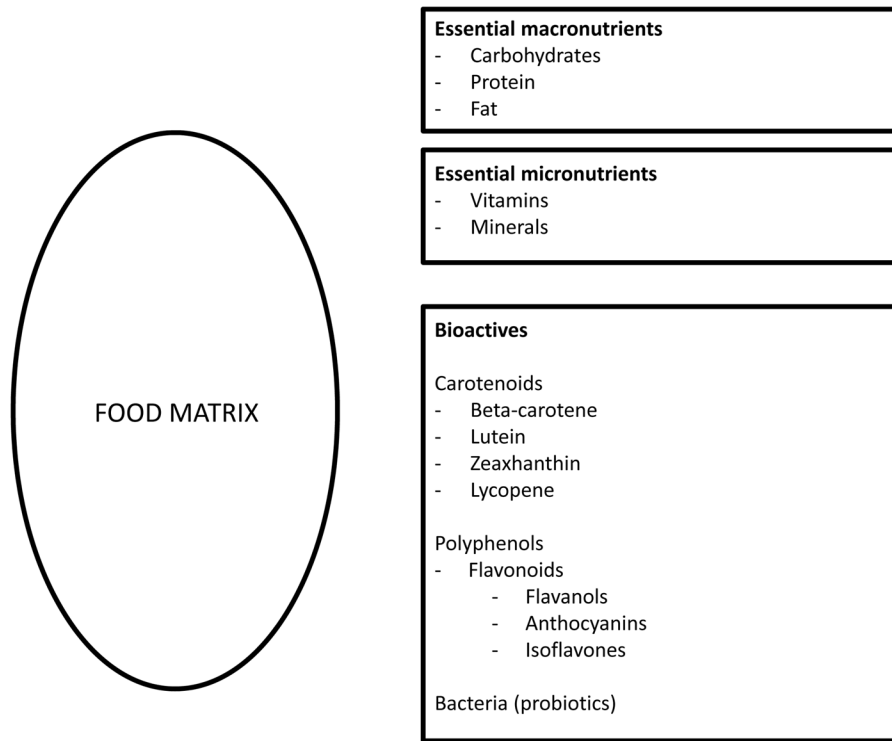 FOOD MATRIX
Essential macronutrients
- Carbohydrates
- Protein
- Fat
Essential micronutrients
- Vitamins
- Minerals
Bioactives
Carotenoids
- Beta-carotene
- Lutein
- Zeaxhanthin
- Lycopene
Polyphenols
- Flavonoids
- Flavanols
- Anthocyanins
- Isoflavones
Bacteria (probiotics)